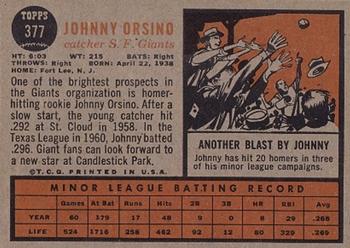 TOPPS
377
JOHNNY ORSINO
catcher S. F. Giants
HT: 6:03 WT: 215 BATS: Right
THROWS: Right BORN: April 22, 1938
HOME: Fort Lee, N. J.
One of the brightest prospects in
the Giants organization is homer-
hitting rookie Johnny Orsino. After a
slow start, the young catcher hit
.292 at St. Cloud in 1958. In the
Texas League in 1960, Johnny batted
.296. Giant fans can look forward to
a new star at Candlestick Park.
©T.C.G. PRINTED IN U.S.A.
ANOTHER BLAST BY JOHNNY
Johnny has hit 20 homers in three of
his minor league campaigns.
MINOR LEAGUE BATTING RECORD
Games At Bat Runs Hits 2B 3B HR RBI Avg.
YEAR 60 179 17 48 9 0 8 29 .268
LIFE 524 1716 258 462 92 9 80 331 .269